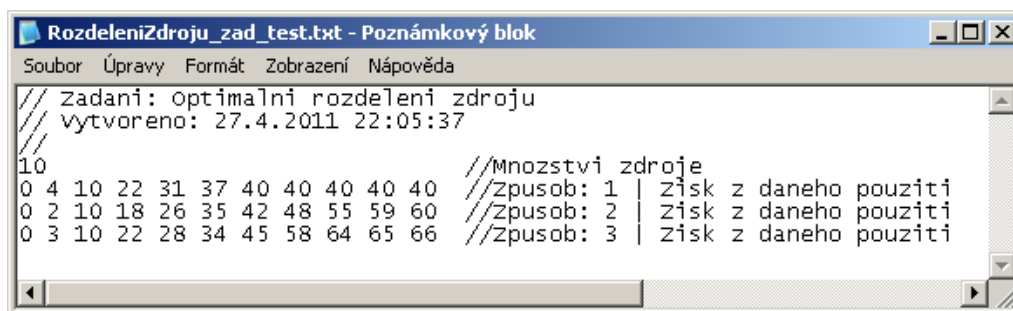 RozdeleniZdroju_zad_test.txt - Poznámkový blok
Soubor Úpravy Formát Zobrazení Nápověda
// Zadani: Optimalni rozdeleni zdroju
// Vytvoreno: 27.4.2011 22:05:37
//
10 //Mnozstvi zdroje
0 4 10 22 31 37 40 40 40 40 40 //Zpusob: 1 | Zisk z daneho pouziti
0 2 10 18 26 35 42 48 55 59 60 //Zpusob: 2 | Zisk z daneho pouziti
0 3 10 22 28 34 45 58 64 65 66 //Zpusob: 3 | Zisk z daneho pouziti